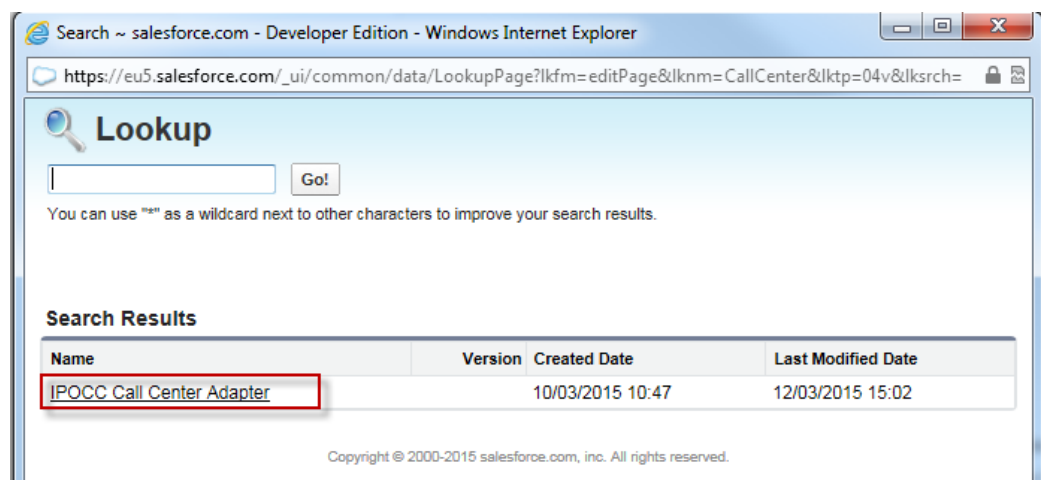 Search ~ salesforce.com - Developer Edition - Windows Internet Explorer
https://eu5.salesforce.com/_ui/common/data/LookupPage?lkfm=editPage&lknm=CallCenter&lktp=04v&lksrch=
Lookup
Go!
You can use "*" as a wildcard next to other characters to improve your search results.
Search Results
Name Version Created Date Last Modified Date
IPOCC Call Center Adapter 10/03/2015 10:47 12/03/2015 15:02
Copyright © 2000-2015 salesforce.com, inc. All rights reserved.